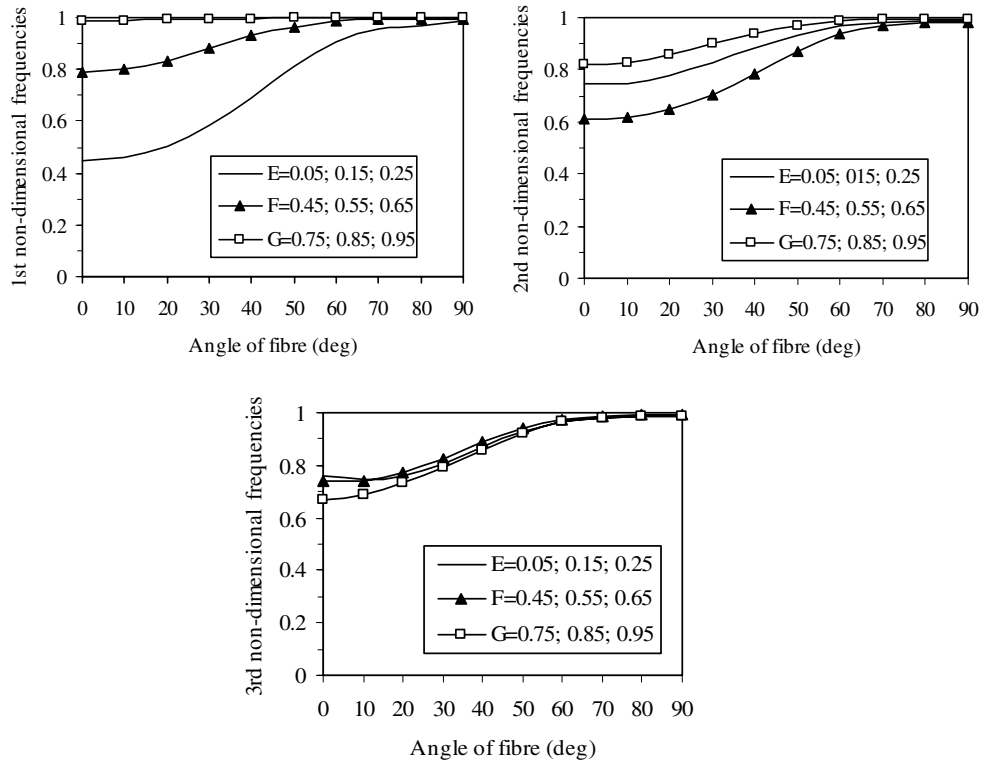 1st non-dimensional frequencies
1
0.8
0.6
0.4
0.2
0
E=0.05; 0.15; 0.25
F=0.45; 0.55; 0.65
G=0.75; 0.85; 0.95
0 10 20 30 40 50 60 70 80 90
Angle of fibre (deg)
2nd non-dimensional frequencies
1
0.8
0.6
0.4
0.2
0
E=0.05; 015; 0.25
F=0.45; 0.55; 0.65
G=0.75; 0.85; 0.95
0 10 20 30 40 50 60 70 80 90
Angle of fibre (deg)
3rd non-dimensional frequencies
1
0.8
0.6
0.4
0.2
0
E=0.05; 0.15; 0.25
F=0.45; 0.55; 0.65
G=0.75; 0.85; 0.95
0 10 20 30 40 50 60 70 80 90
Angle of fibre (deg)